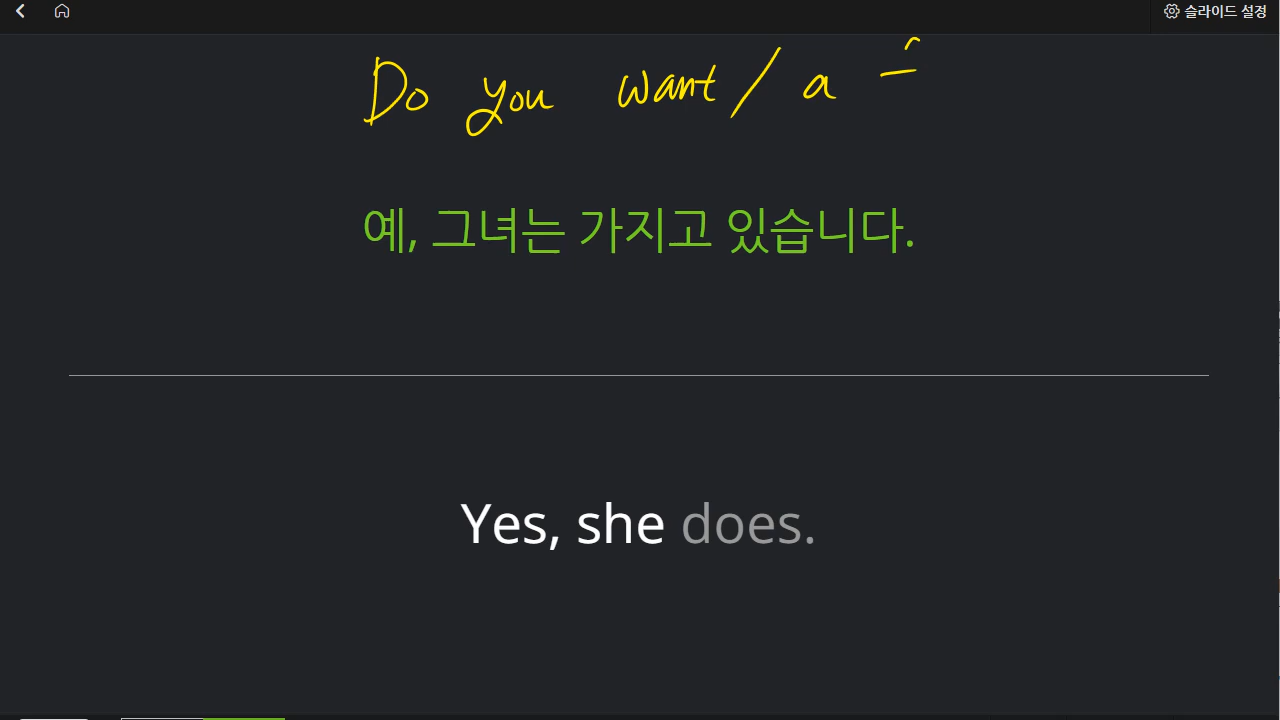 슬라이드 설정
Do you want / a
예, 그녀는 가지고 있습니다.
Yes, she does.